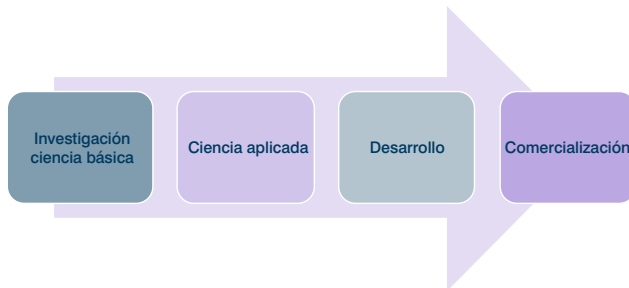 Investigación
ciencia básica
Ciencia aplicada
Desarrollo
Comercialización